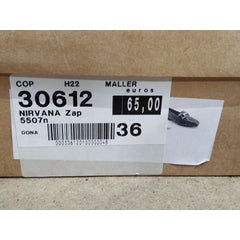 COP H22 MALLER
euros
30612 65,00
NIRVANA Zap
5507n
DONA 36